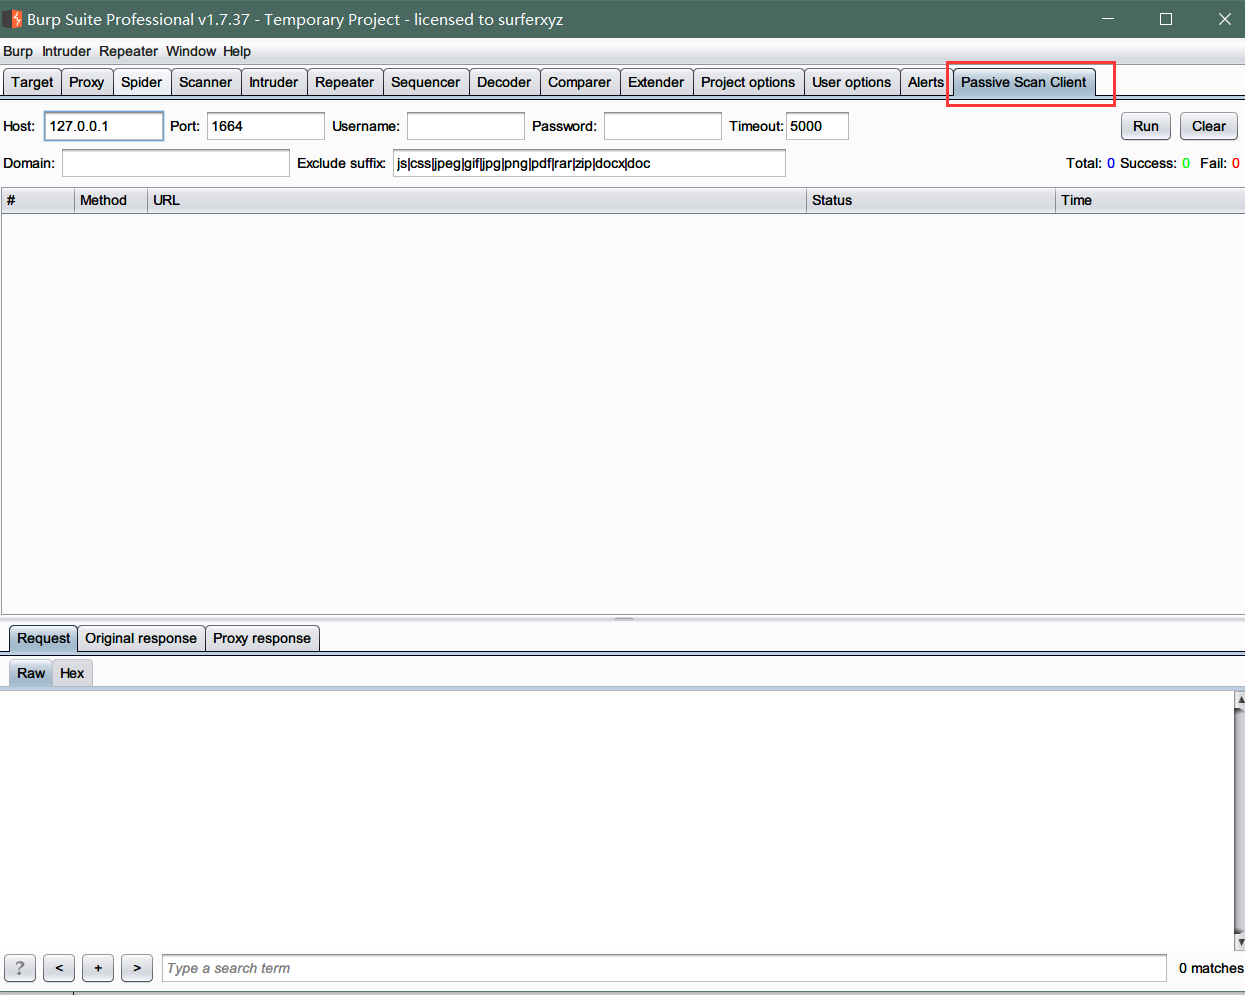 Burp Suite Professional v1.7.37 - Temporary Project - licensed to surferxyz
Burp Intruder Repeater Window Help
Target Proxy Spider Scanner Intruder Repeater Sequencer Decoder Comparer Extender Project options User options Alerts Passive Scan Client
Host: 127.0.0.1 Port: 1664 Username: Password: Timeout: 5000 Run Clear
Domain: Exclude suffix: js|css|jpeg|gif|jpg|png|pdf|rar|zip|docx|doc Total: 0 Success: 0 Fail: 0
# Method URL Status Time
Request Original response Proxy response
Raw Hex
? < + > Type a search term 0 matches